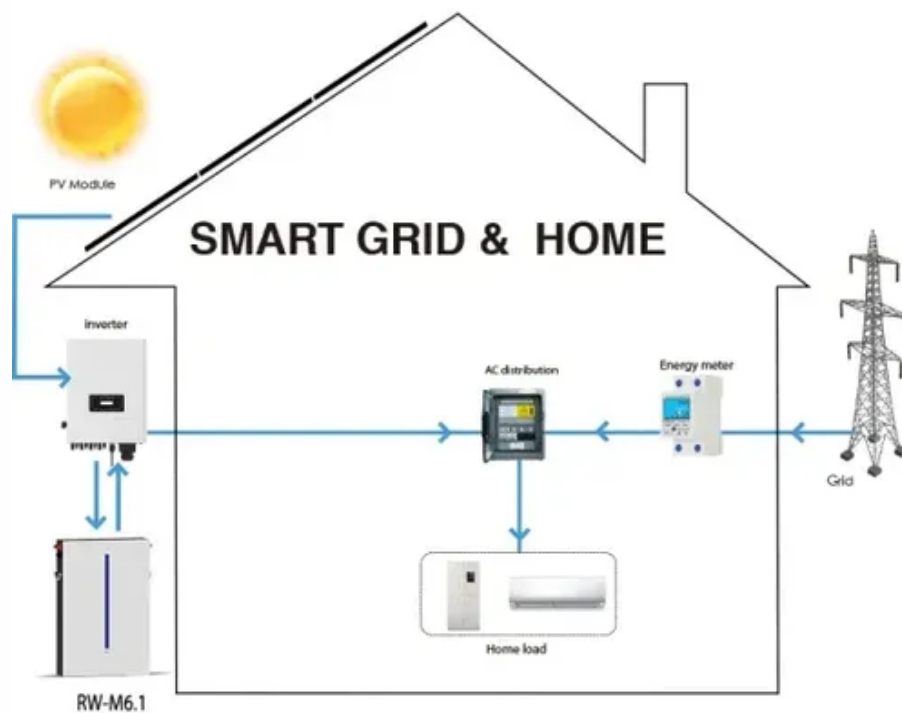 PV Module
SMART GRID & HOME
inverter
AC distribution
Energy meter
Grid
Home load
RW-M6.1